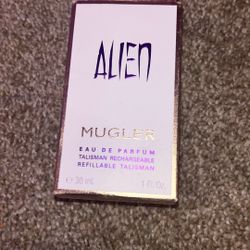 ALIEN
MUGLER
EAU DE PARFUM
TALISMAN RECHARGEABLE
REFILLABLE TALISMAN
℮ 30 mL 1 fl. oz.